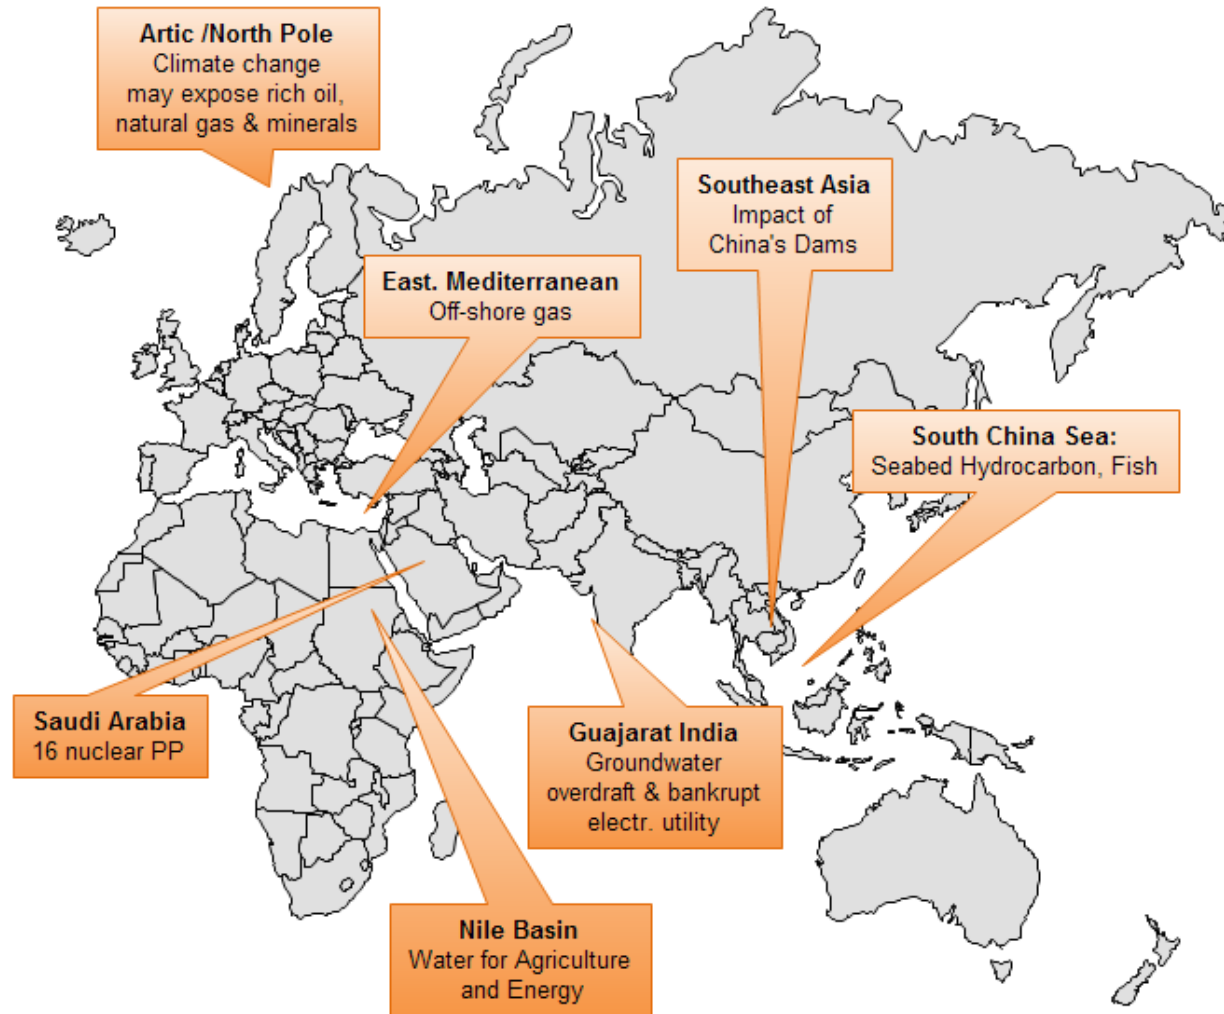 Artic /North Pole
Climate change
may expose rich oil,
natural gas & minerals
Southeast Asia
Impact of
China's Dams
East. Mediterranean
Off-shore gas
South China Sea:
Seabed Hydrocarbon, Fish
Saudi Arabia
16 nuclear PP
Guajarat India
Groundwater
overdraft & bankrupt
electr. utility
Nile Basin
Water for Agriculture
and Energy